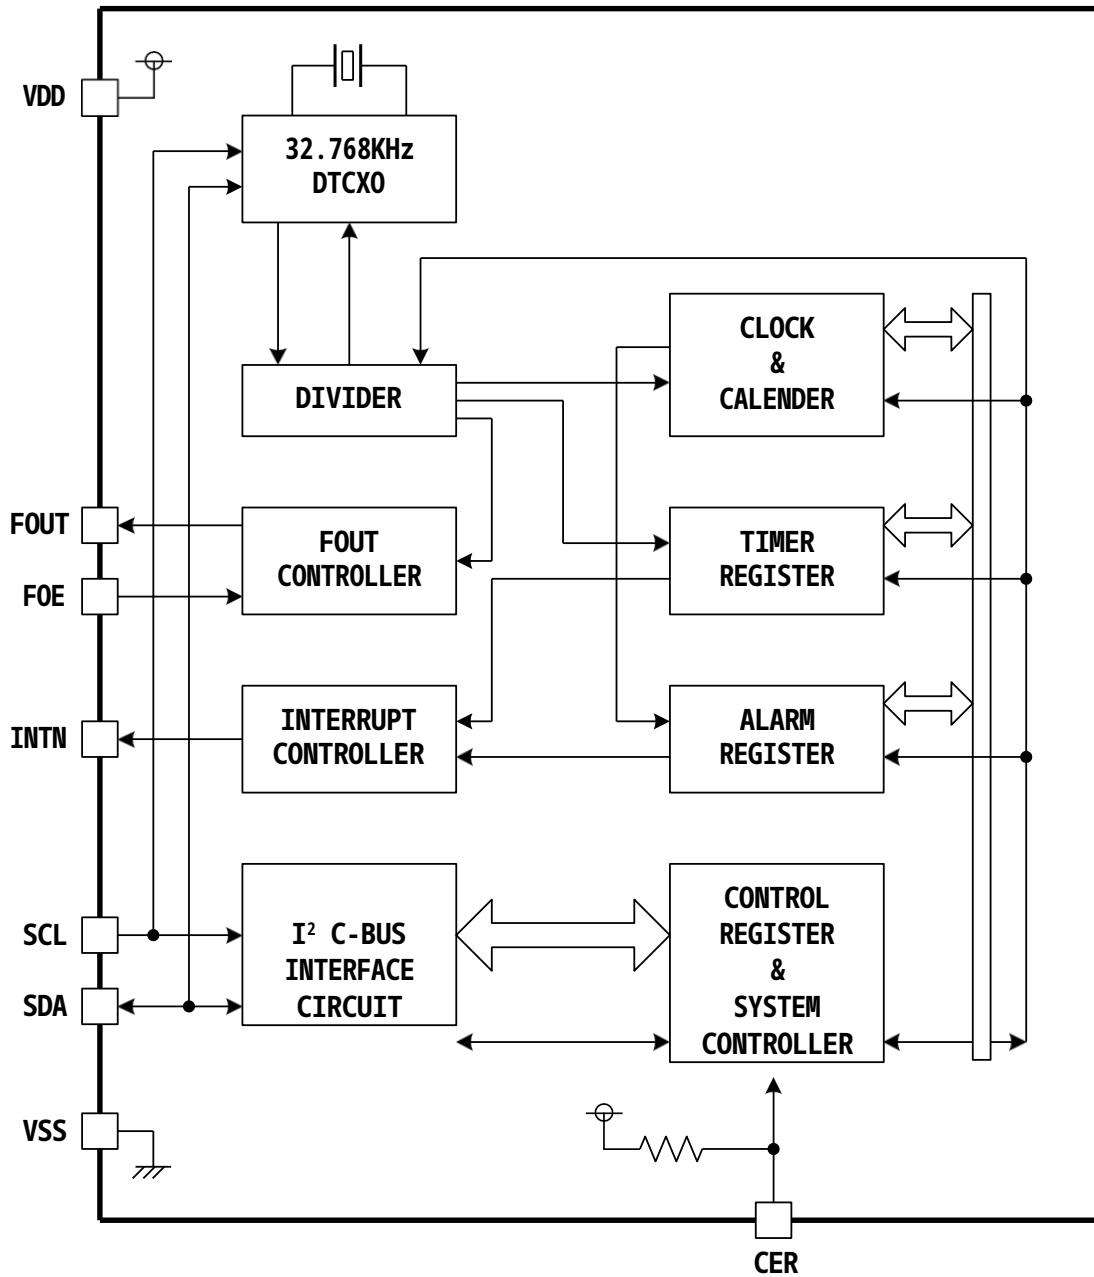 VDD
32.768KHz
DTCXO
CLOCK
&
CALENDER
DIVIDER
FOUT
FOE
FOUT
CONTROLLER
TIMER
REGISTER
INTN
INTERRUPT
CONTROLLER
ALARM
REGISTER
SCL
SDA
I² C-BUS
INTERFACE
CIRCUIT
CONTROL
REGISTER
&
SYSTEM
CONTROLLER
VSS
CER